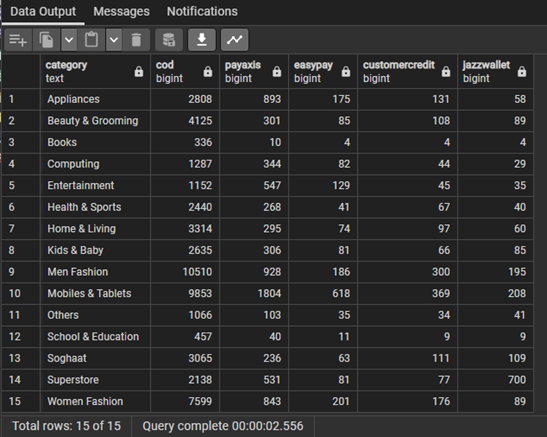 Data Output Messages Notifications
category cod payaxis easypay customercredit jazzwallet
text bigint bigint bigint bigint bigint
1 Appliances 2808 893 175 131 58
2 Beauty & Grooming 4125 301 85 108 89
3 Books 336 10 4 4 4
4 Computing 1287 344 82 44 29
5 Entertainment 1152 547 129 45 35
6 Health & Sports 2440 268 41 67 40
7 Home & Living 3314 295 74 97 60
8 Kids & Baby 2635 306 81 66 85
9 Men Fashion 10510 928 186 300 195
10 Mobiles & Tablets 9853 1804 618 369 208
11 Others 1066 103 35 34 41
12 School & Education 457 40 11 9 9
13 Soghaat 3065 236 63 111 109
14 Superstore 2138 531 81 77 700
15 Women Fashion 7599 843 201 176 89
Total rows: 15 of 15 Query complete 00:00:02.556